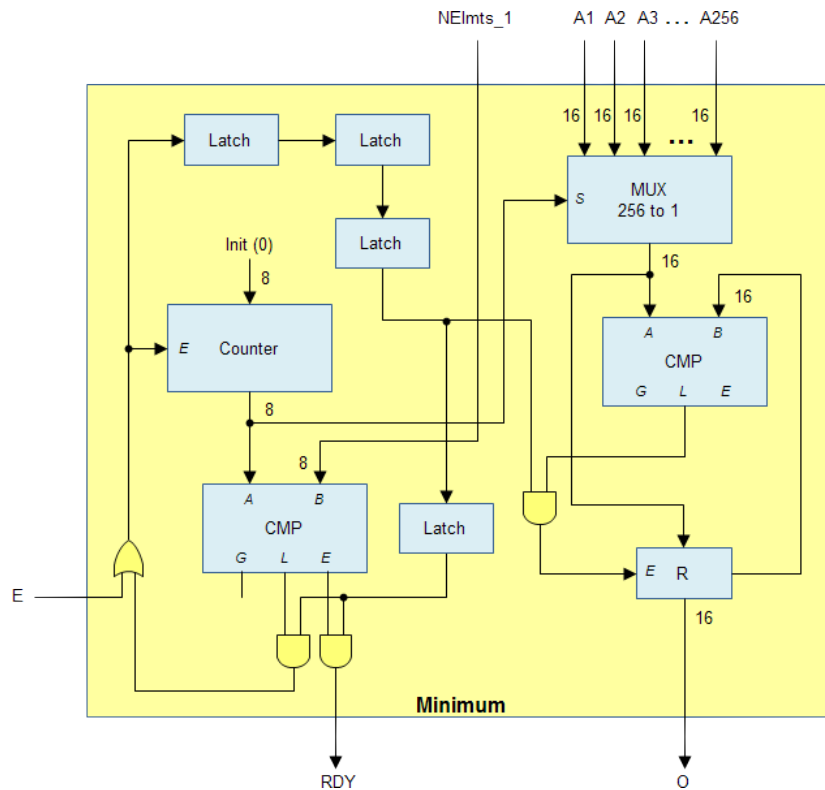 NElmts_1 A1 A2 A3 ... A256
16 16 16 ... 16
Latch Latch
MUX
256 to 1
S
Latch
Init (0)
8
16
16
E Counter
A B
CMP
G L E
8
8
A B
CMP
G L E
Latch
E R
E
16
Minimum
RDY O